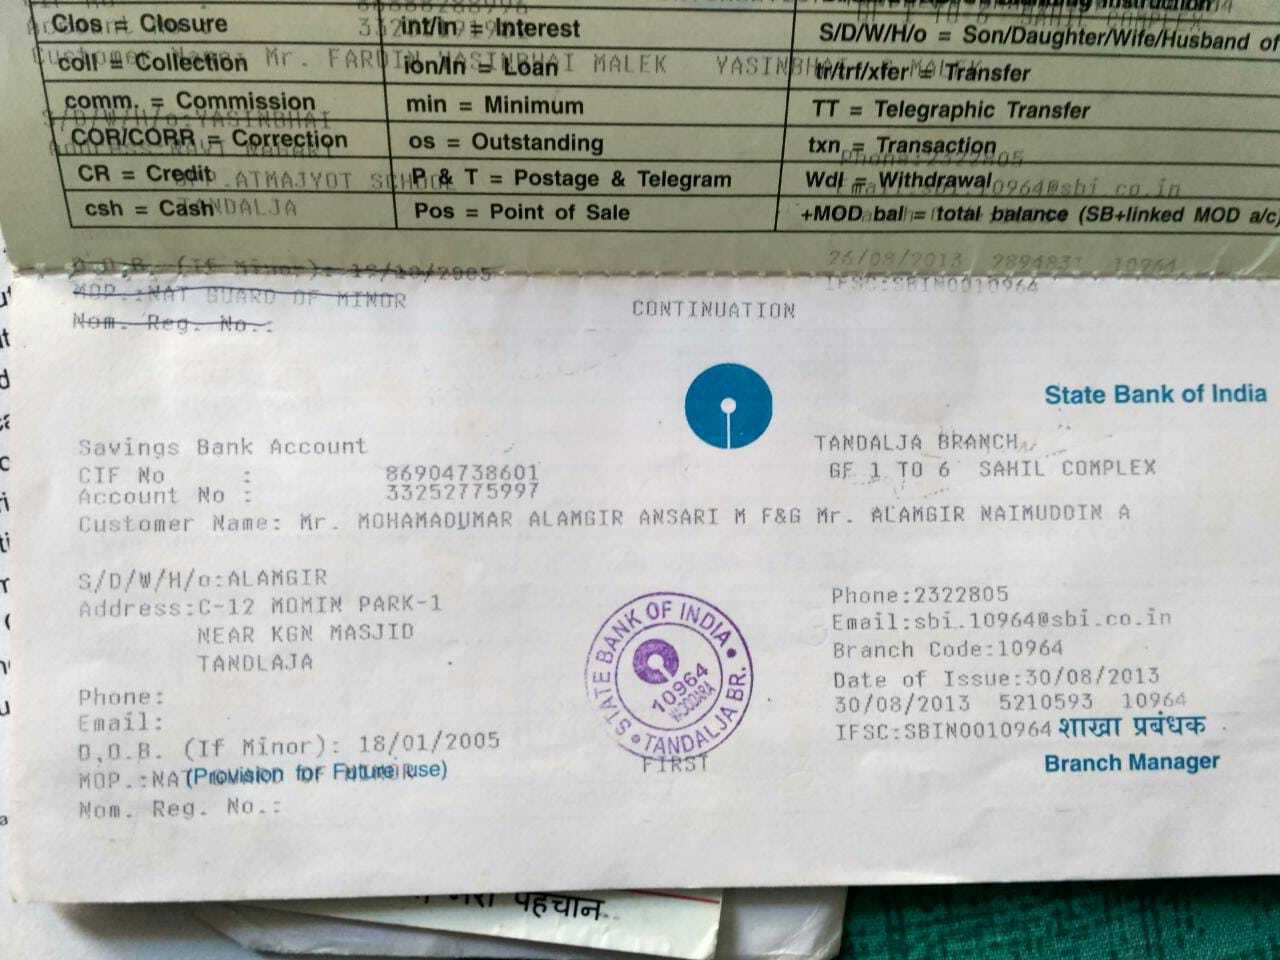 Clos = Closure int/in = Interest S/D/W/H/o = Son/Daughter/Wife/Husband of
Customer Name: Mr. FARDIN YASINBHAI MALEK YASINBHAI MALEK
coll = Collection ion/In = Loan tr/trf/xfer = Transfer
comm. = Commission min = Minimum TT = Telegraphic Transfer
S/D/W/H/o:YASINBHAI
COR/CORR = Correction os = Outstanding txn = Transaction
Phone:2322805
CR = Credit P & T = Postage & Telegram Wdl = Withdrawal
OPP.ATMAJYOT SCHOOL Email:sbi.10964@sbi.co.in
csh = Cash Pos = Point of Sale +MOD bal = total balance (SB+linked MOD a/c)
TANDALJA
D.O.B. (If Minor): /10/2005 26/08/2013 10964
MOP.:NAT GUARD OF MINOR IFSC:SBIN0010964
Nom. Reg. No.:
CONTINUATION
State Bank of India
Savings Bank Account TANDALJA BRANCH
CIF No : 86904738601 GF 1 TO 6 SAHIL COMPLEX
Account No : 33252775997
Customer Name: Mr. MOHAMADUMAR ALAMGIR ANSARI M F&G Mr. ALAMGIR NAIMUDDIN A
S/D/W/H/o:ALAMGIR
Address:C-12 MOMIN PARK-1
NEAR KGN MASJID
TANDLAJA
Phone:
Email:
D.O.B. (If Minor): 18/01/2005
MOP.:NAT
(Provision for Future use)
Nom. Reg. No.:
STATE BANK OF INDIA
10964
VADODARA
TANDALJA BR.
FIRST
Phone:2322805
Email:sbi.10964@sbi.co.in
Branch Code:10964
Date of Issue:30/08/2013
30/08/2013 5210593 10964
IFSC:SBIN0010964 शाखा प्रबंधक
Branch Manager
पहचान